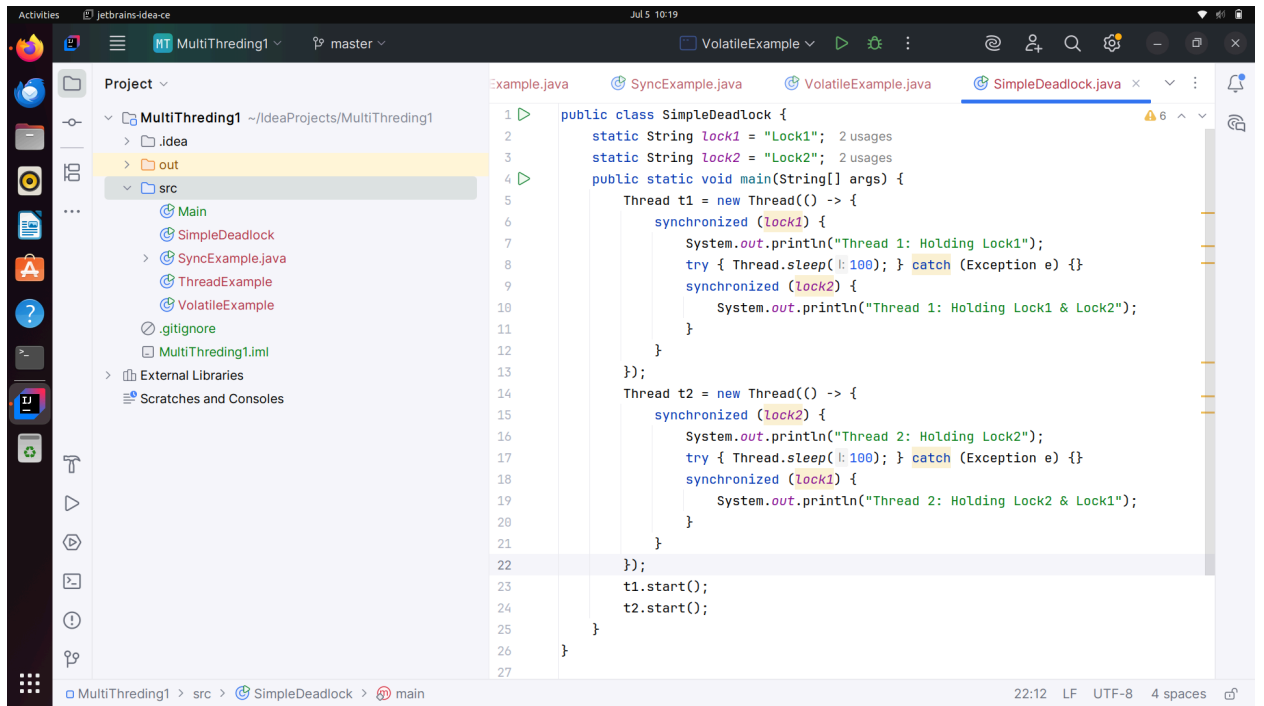 Activities jetbrains-idea-ce Jul 5 10:19
MT MultiThreding1 master VolatileExample
Project
MultiThreding1 ~/IdeaProjects/MultiThreding1
.idea
out
src
Main
SimpleDeadlock
SyncExample.java
ThreadExample
VolatileExample
.gitignore
MultiThreding1.iml
External Libraries
Scratches and Consoles
Example.java SyncExample.java VolatileExample.java SimpleDeadlock.java
6
1 public class SimpleDeadlock {
2 static String lock1 = "Lock1"; 2 usages
3 static String lock2 = "Lock2"; 2 usages
4 public static void main(String[] args) {
5 Thread t1 = new Thread(() -> {
6 synchronized (lock1) {
7 System.out.println("Thread 1: Holding Lock1");
8 try { Thread.sleep( l: 100); } catch (Exception e) {}
9 synchronized (lock2) {
10 System.out.println("Thread 1: Holding Lock1 & Lock2");
11 }
12 }
13 });
14 Thread t2 = new Thread(() -> {
15 synchronized (lock2) {
16 System.out.println("Thread 2: Holding Lock2");
17 try { Thread.sleep( l: 100); } catch (Exception e) {}
18 synchronized (lock1) {
19 System.out.println("Thread 2: Holding Lock2 & Lock1");
20 }
21 }
22 });
23 t1.start();
24 t2.start();
25 }
26 }
27
MultiThreding1 > src > SimpleDeadlock > main 22:12 LF UTF-8 4 spaces